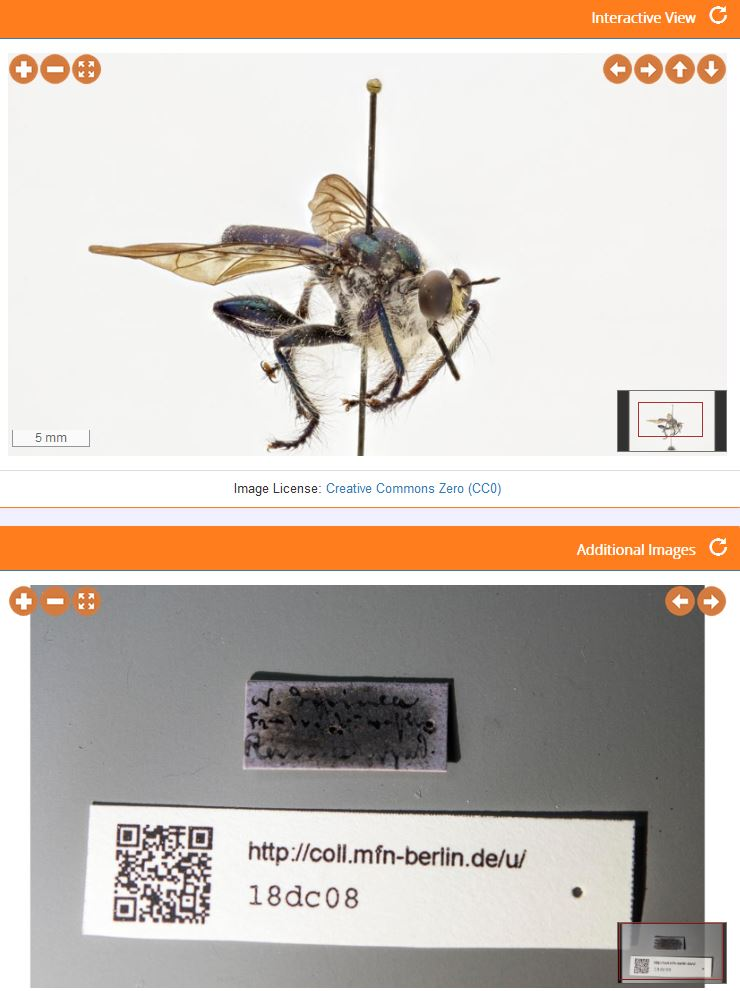 Interactive View
5 mm
Image License: Creative Commons Zero (CC0)
Additional Images
http://coll.mfn-berlin.de/u/
18dc08